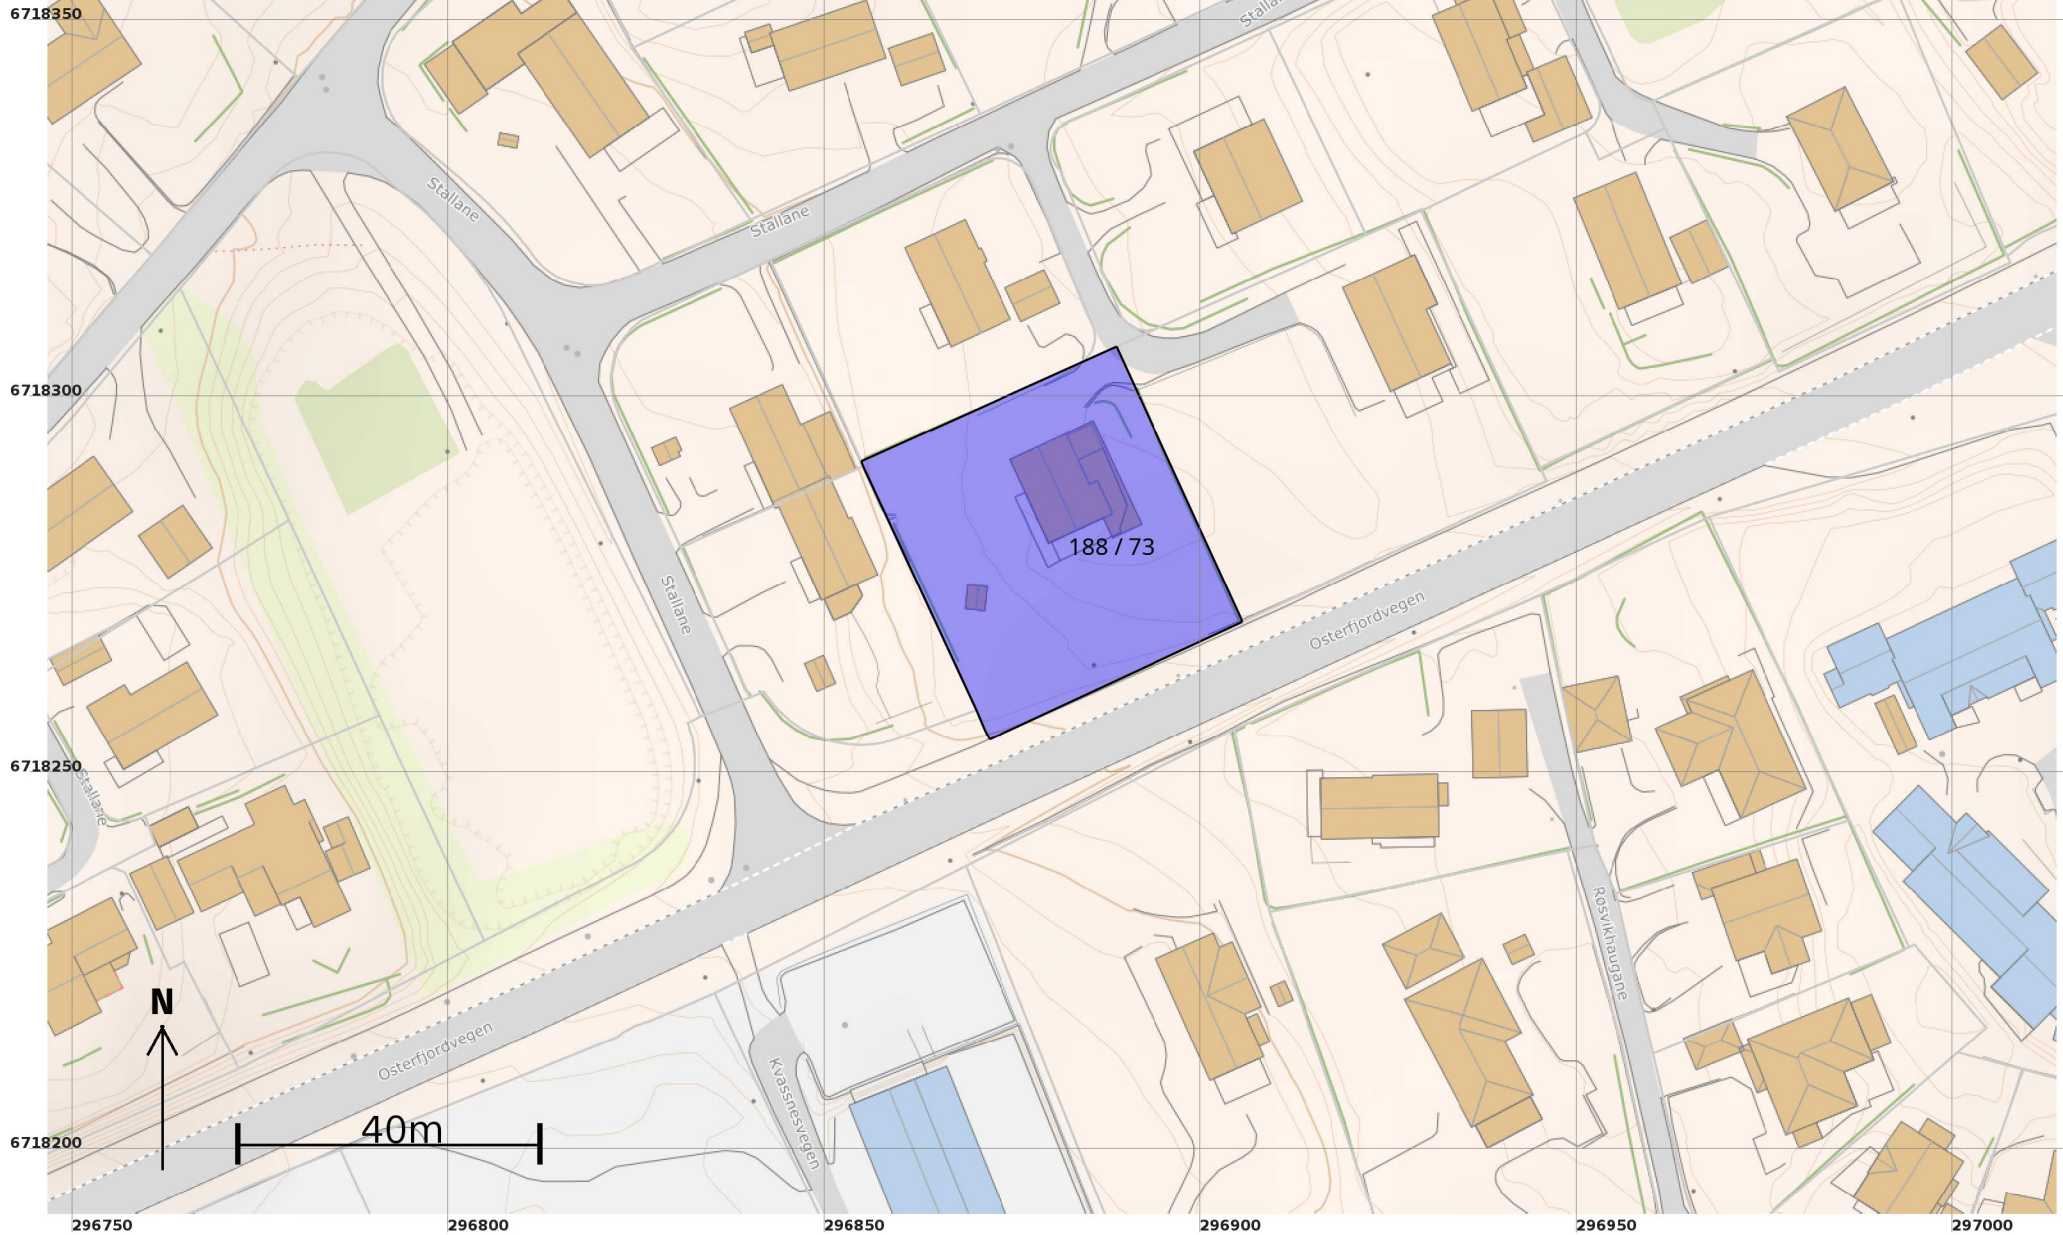 6718350
Stallane
Stallane
Stallane
6718300
188 / 73
Stallane
Osterfjordvegen
6718250
Stallane
Røsvikhaugane
N
Osterfjordvegen
Kvassnesvegen
40m
6718200
296750
296800
296850
296900
296950
297000